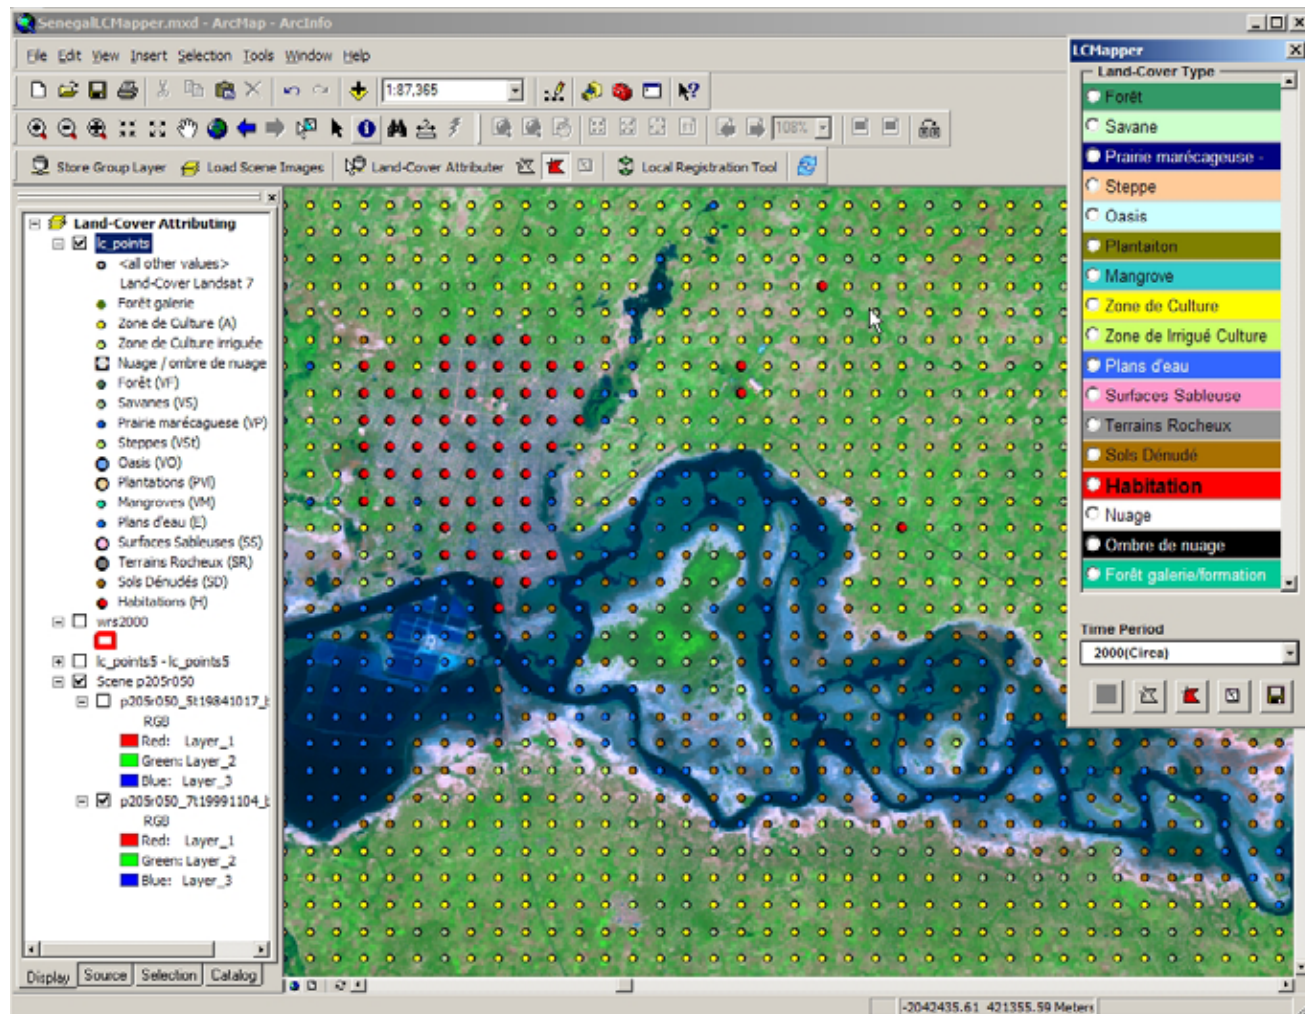 SenegalLCMapper.mxd - ArcMap - ArcInfo
File Edit View Insert Selection Tools Window Help
1:87,365
108%
Store Group Layer Load Scene Images Land-Cover Attributer Local Registration Tool
Land-Cover Attributing
lc_points
<all other values>
Land-Cover Landsat 7
Forêt galerie
Zone de Culture (A)
Zone de Culture irriguée
Nuage / ombre de nuage
Forêt (VF)
Savanes (VS)
Prairie marécaguese (VP)
Steppes (VSt)
Oasis (VO)
Plantations (PVI)
Mangroves (VM)
Plans d'eau (E)
Surfaces Sableuses (SS)
Terrains Rocheux (SR)
Sols Dénudés (SD)
Habitations (H)
wrs2000
lc_points5 - lc_points5
Scene p205r050
p205r050_5t19841017_
RGB
Red: Layer_1
Green: Layer_2
Blue: Layer_3
p205r050_7t19991104_
RGB
Red: Layer_1
Green: Layer_2
Blue: Layer_3
Display Source Selection Catalog
LCMapper
Land-Cover Type
Forêt
Savane
Prairie marécageuse -
Steppe
Oasis
Plantaiton
Mangrove
Zone de Culture
Zone de Irrigué Culture
Plans d'eau
Surfaces Sableuse
Terrains Rocheux
Sols Dénudé
Habitation
Nuage
Ombre de nuage
Forêt galerie/formation
Time Period
2000(Circa)
-2042435.61 421355.59 Meters